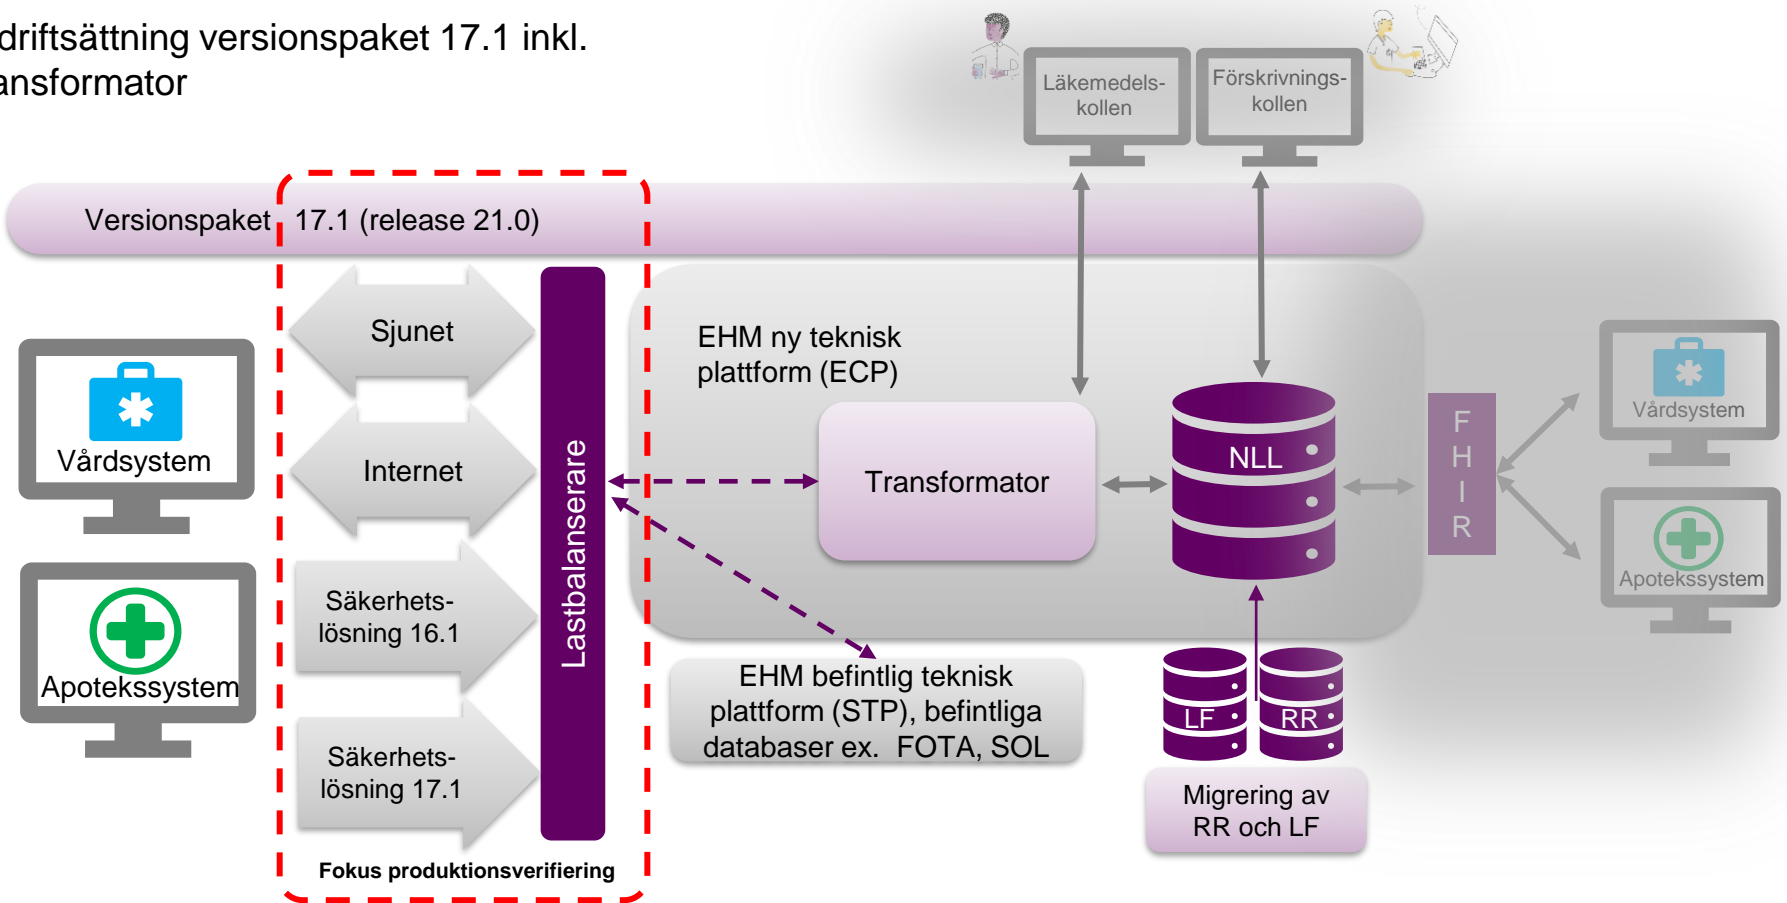 driftsättning versionspaket 17.1 inkl.
ansformator
Läkemedels-
kollen
Förskrivnings-
kollen
Versionspaket 17.1 (release 21.0)
Sjunet
Internet
Säkerhets-
lösning 16.1
Säkerhets-
lösning 17.1
Lastbalanserare
Vårdsystem
Apotekssystem
Fokus produktionsverifiering
EHM ny teknisk
plattform (ECP)
Transformator
NLL
EHM befintlig teknisk
plattform (STP), befintliga
databaser ex. FOTA, SOL
LF
RR
Migrering av
RR och LF
F
H
I
R
Vårdsystem
Apotekssystem